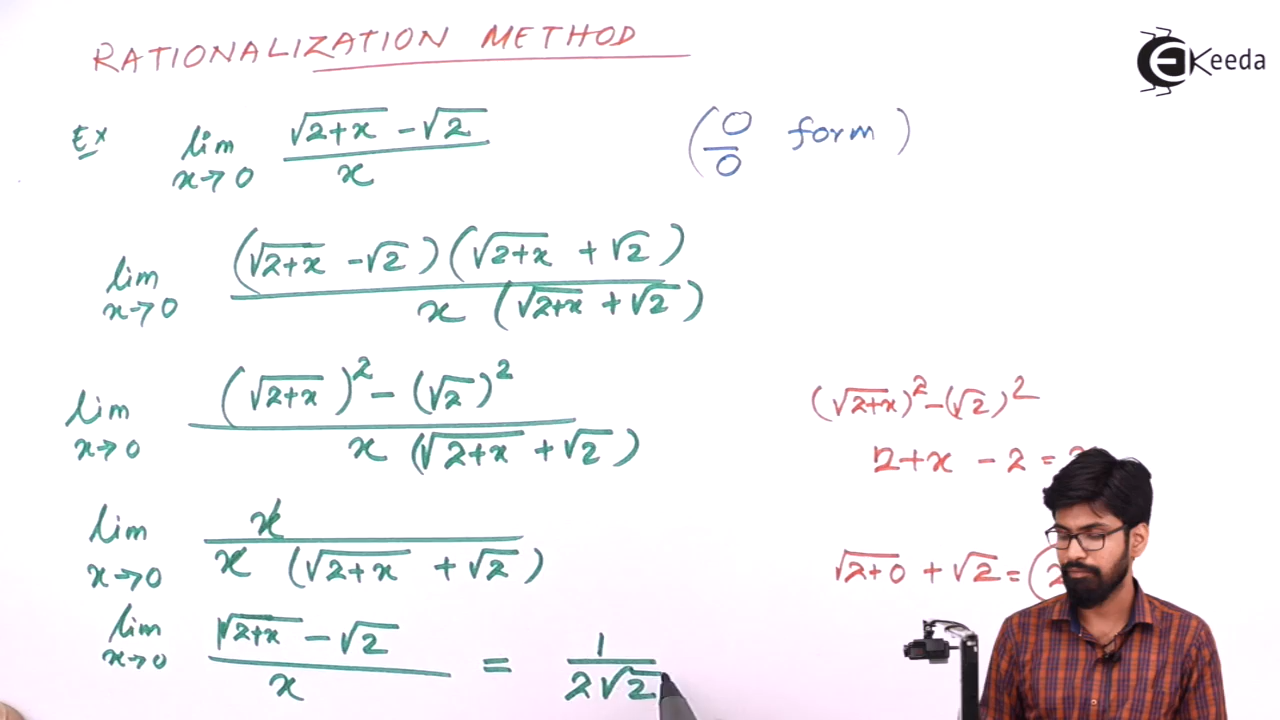 RATIONALIZATION METHOD
EKeeda
Ex lim x→0 (√(2+x) - √2) / x (0/0 form)
lim x→0 ((√(2+x) - √2)(√(2+x) + √2)) / (x (√(2+x) + √2))
lim x→0 ((√(2+x))² - (√2)²) / (x (√(2+x) + √2))
(√(2+x))² - (√2)²
2+x - 2 =
lim x→0 x / (x (√(2+x) + √2))
√(2+0) + √2 = (2
lim x→0 (√(2+x) - √2) / x = 1 / (2√2)